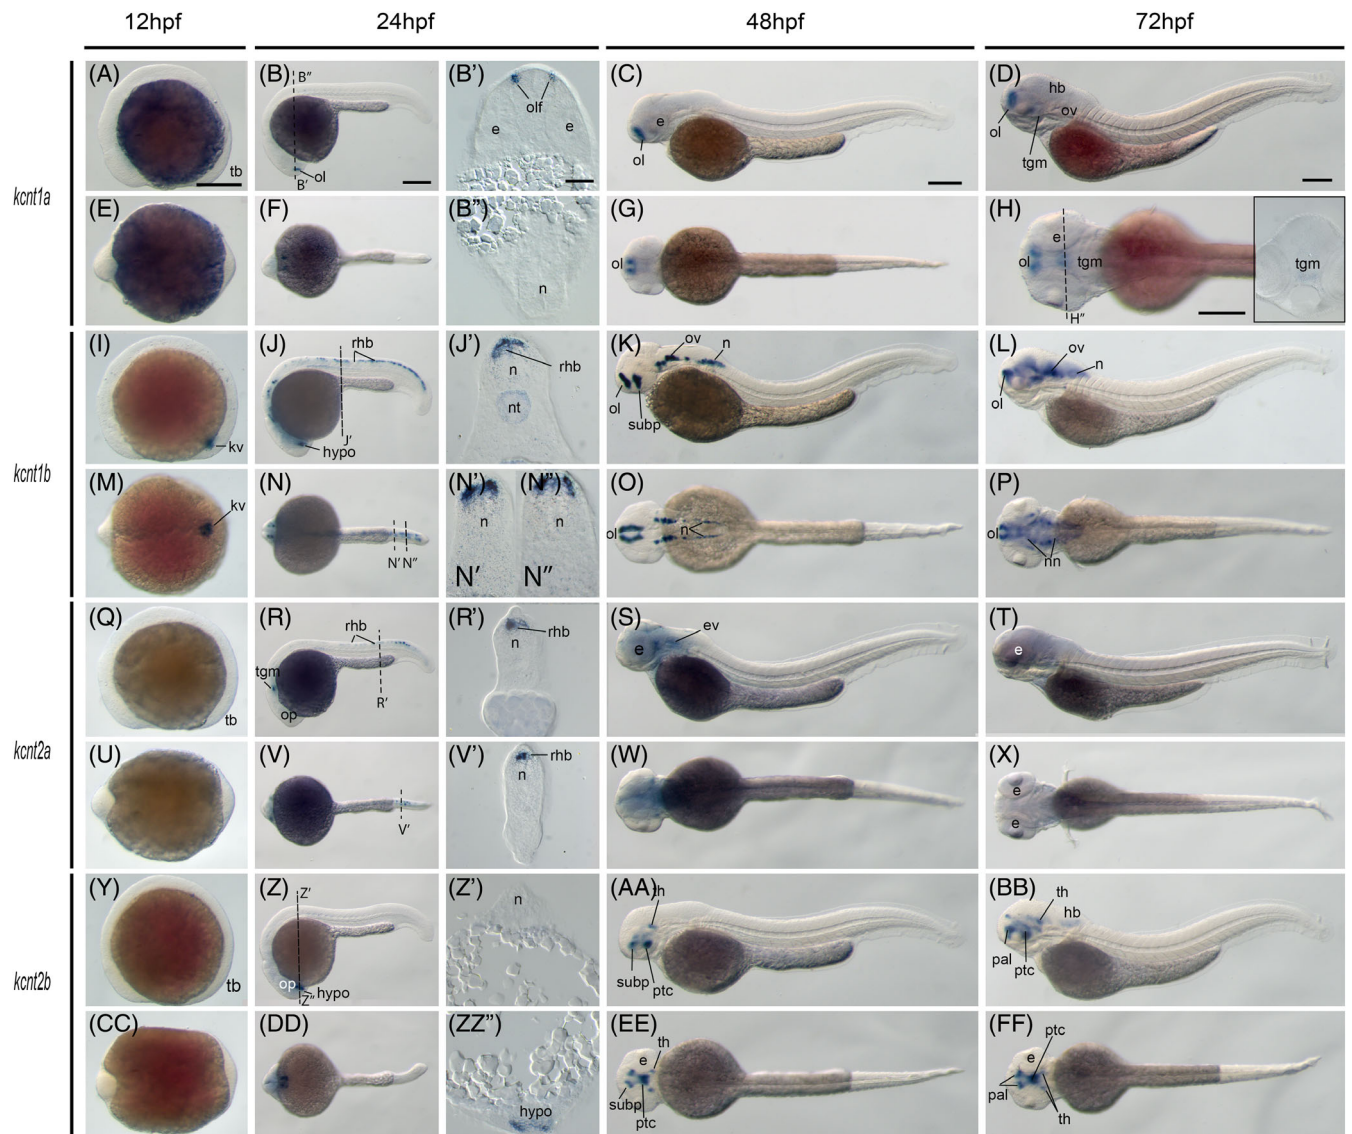 12hpf 24hpf 48hpf 72hpf
kcnt1a
(A) tb
(B) B″ B′ ol
(B’) olf e e
(C) e ol
(D) hb ov ol tgm
(E)
(F)
(B”) n
(G) ol
(H) e ol tgm H″ tgm
kcnt1b
(I) kv
(J) rhb J′ hypo
(J’) rhb n nt
(K) ov n ol subp
(L) ov n ol
(M) kv
(N) N′ N″
(N’) n N′
(N”) n N″
(O) ol n
(P) ol nn
kcnt2a
(Q) tb
(R) rhb tgm op R′
(R’) rhb n
(S) ev e
(T) e
(U)
(V) V′
(V’) rhb n
(W)
(X) e e
kcnt2b
(Y) tb
(Z) Z′ op hypo Z″
(Z’) n
(AA) th subp ptc
(BB) th hb pal ptc
(CC)
(DD)
(ZZ”) hypo
(EE) th e subp ptc
(FF) ptc e pal th